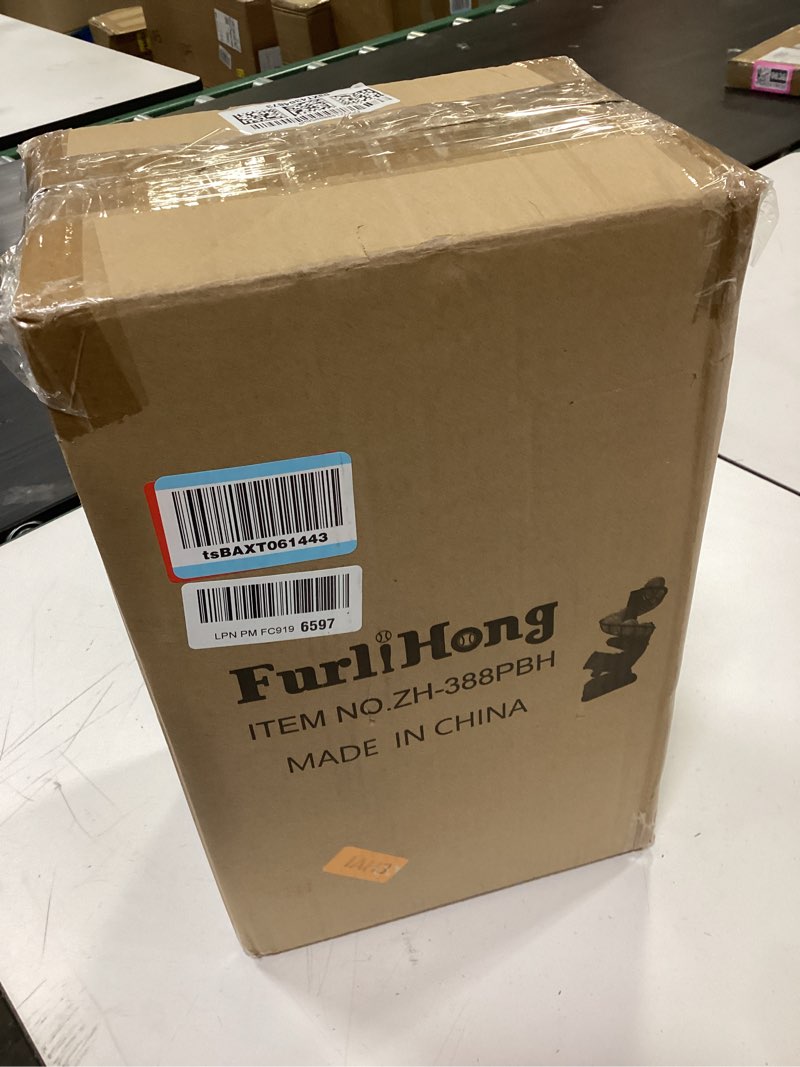 tsBAXT061443
LPN PM FC919 6597
FurliHong
ITEM NO.ZH-388PBH
MADE IN CHINA